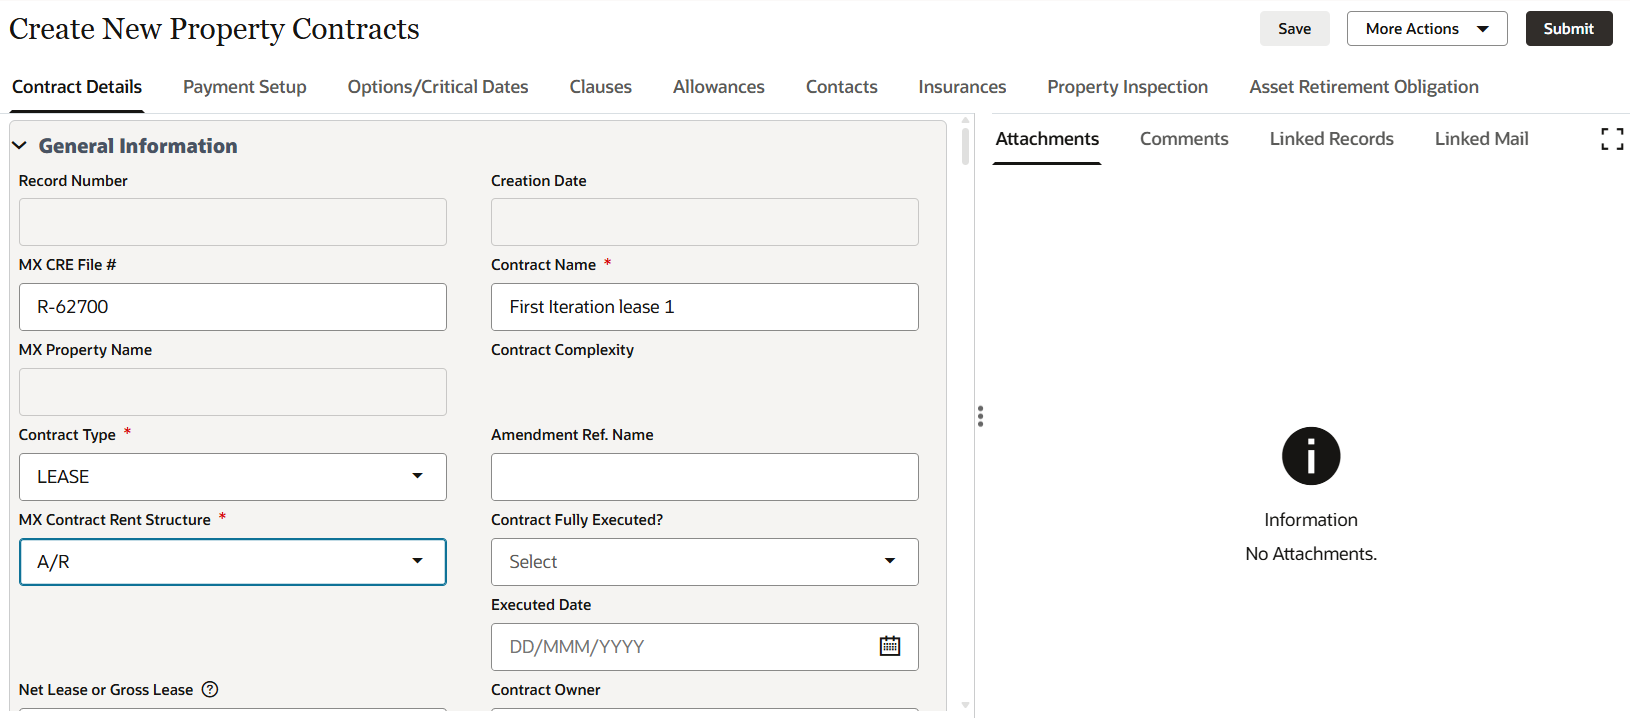 Create New Property Contracts
Save
More Actions
Submit
Contract Details
Payment Setup
Options/Critical Dates
Clauses
Allowances
Contacts
Insurances
Property Inspection
Asset Retirement Obligation
General Information
Record Number
Creation Date
MX CRE File #
Contract Name *
R-62700
First Iteration lease 1
MX Property Name
Contract Complexity
Contract Type *
Amendment Ref. Name
LEASE
MX Contract Rent Structure *
Contract Fully Executed?
A/R
Select
Executed Date
DD/MMM/YYYY
Net Lease or Gross Lease ?
Contract Owner
Attachments
Comments
Linked Records
Linked Mail
Information
No Attachments.